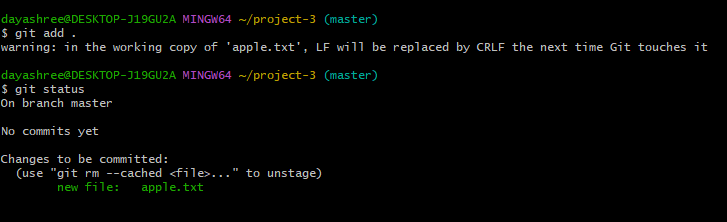 dayashree@DESKTOP-J19GU2A MINGW64 ~/project-3 (master)
$ git add .
warning: in the working copy of 'apple.txt', LF will be replaced by CRLF the next time Git touches it
dayashree@DESKTOP-J19GU2A MINGW64 ~/project-3 (master)
$ git status
On branch master
No commits yet
Changes to be committed:
(use "git rm --cached <file>..." to unstage)
new file:   apple.txt